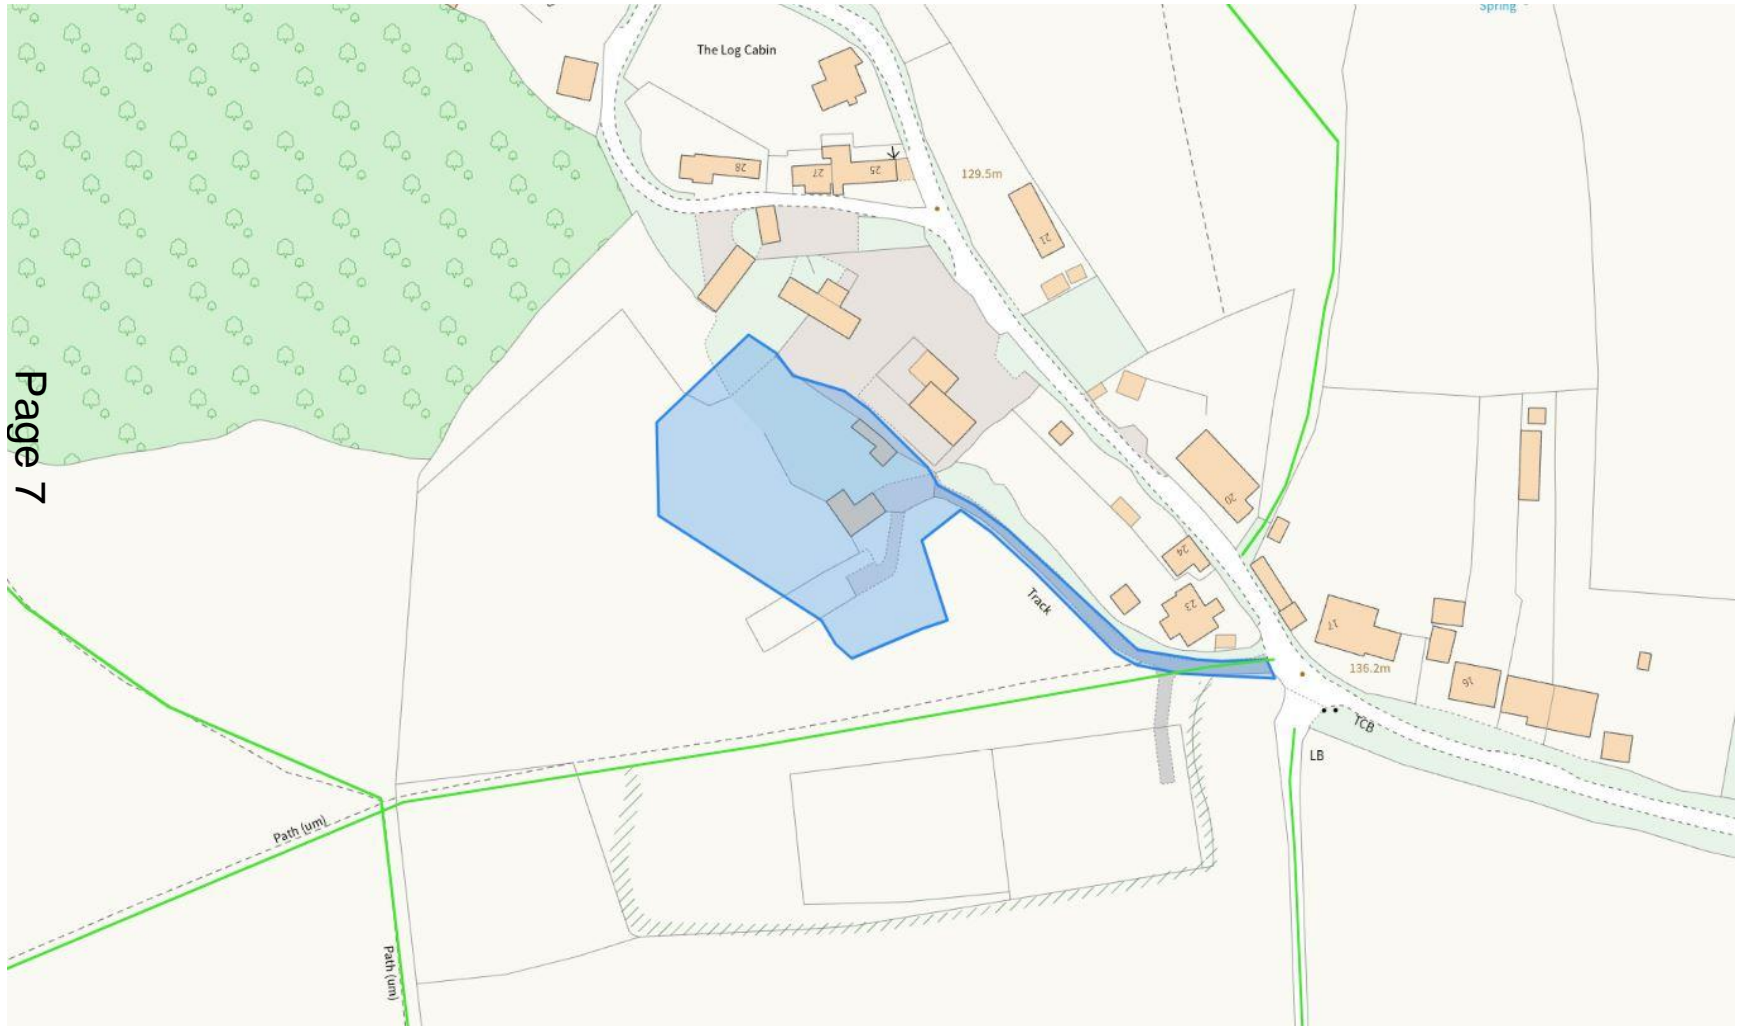 Spring
The Log Cabin
28
27
25
129.5m
21
Page 7
20
24
23
Track
17
136.2m
16
TCB
LB
Path (um)
Path (um)